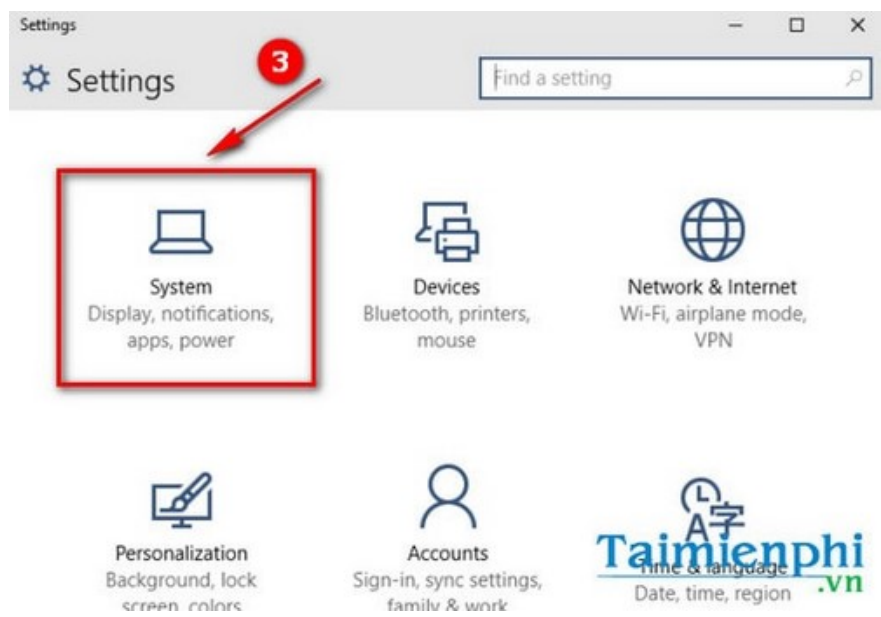 Settings
3
Settings
Find a setting
System
Display, notifications,
apps, power
Devices
Bluetooth, printers,
mouse
Network & Internet
Wi-Fi, airplane mode,
VPN
Personalization
Background, lock
screen, colors
Accounts
Sign-in, sync settings,
family & work
A字
Time & language
Date, time, region
Taimienphi
.vn